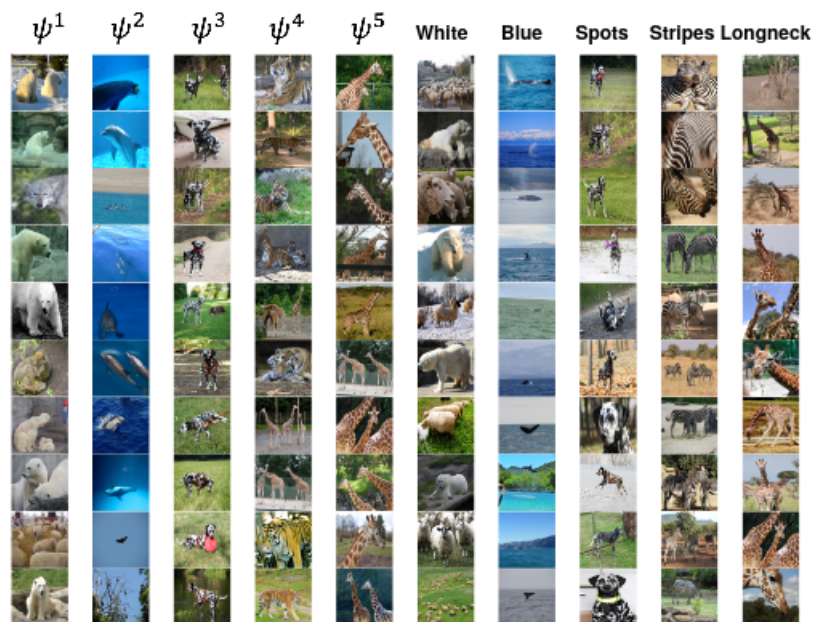 ψ¹ ψ² ψ³ ψ⁴ ψ⁵ White Blue Spots Stripes Longneck